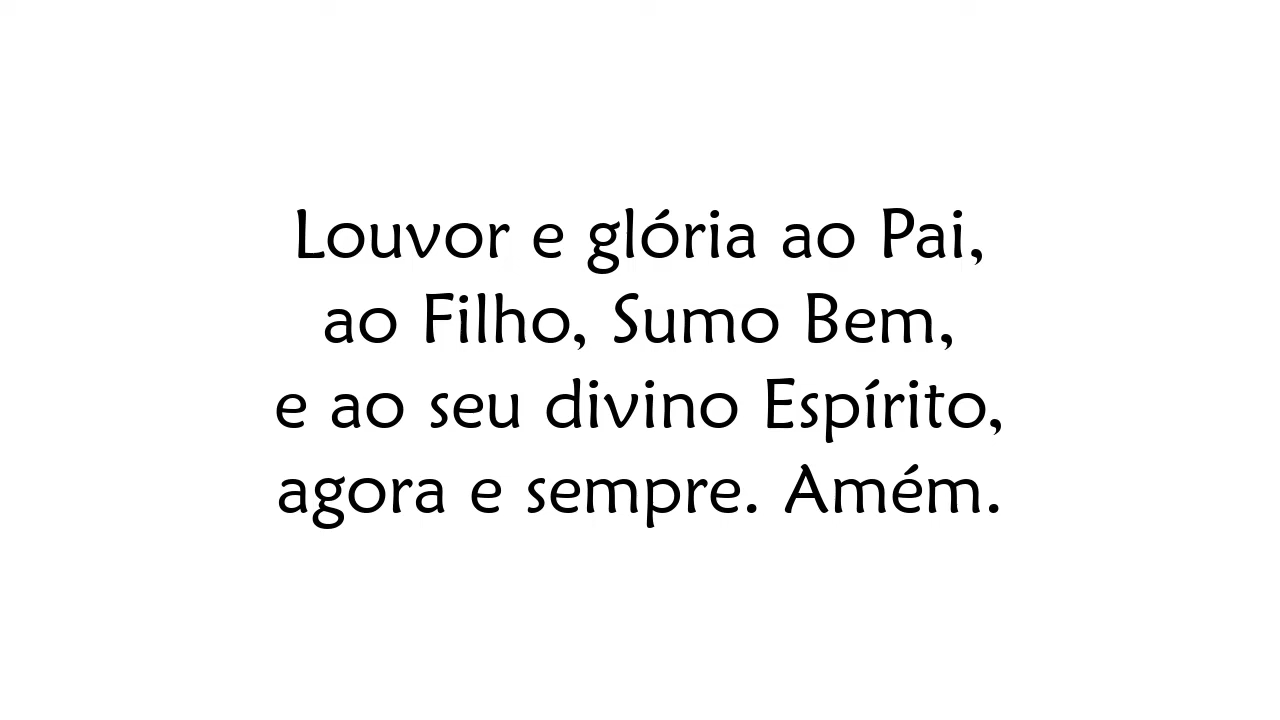 Louvor e glória ao Pai,
ao Filho, Sumo Bem,
e ao seu divino Espírito,
agora e sempre. Amém.